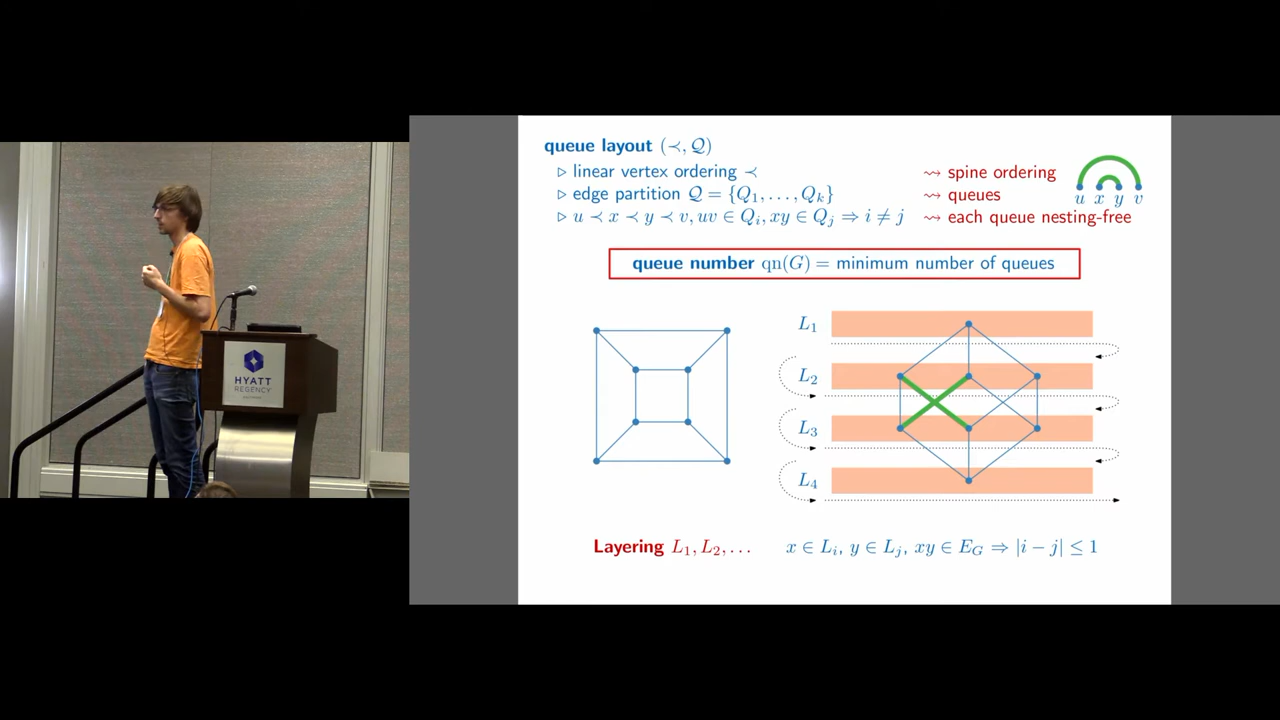 queue layout (≺, 𝒬)
▷ linear vertex ordering ≺ ⇝ spine ordering
▷ edge partition 𝒬 = {Q₁, . . . , Qₖ} ⇝ queues
u x y v
▷ u ≺ x ≺ y ≺ v, uv ∈ Qᵢ, xy ∈ Qⱼ ⇒ i ≠ j ⇝ each queue nesting-free
queue number qn(G) = minimum number of queues
L₁
L₂
L₃
L₄
Layering L₁, L₂, . . . x ∈ Lᵢ, y ∈ Lⱼ, xy ∈ E_G ⇒ |i − j| ≤ 1
HYATT
REGENCY